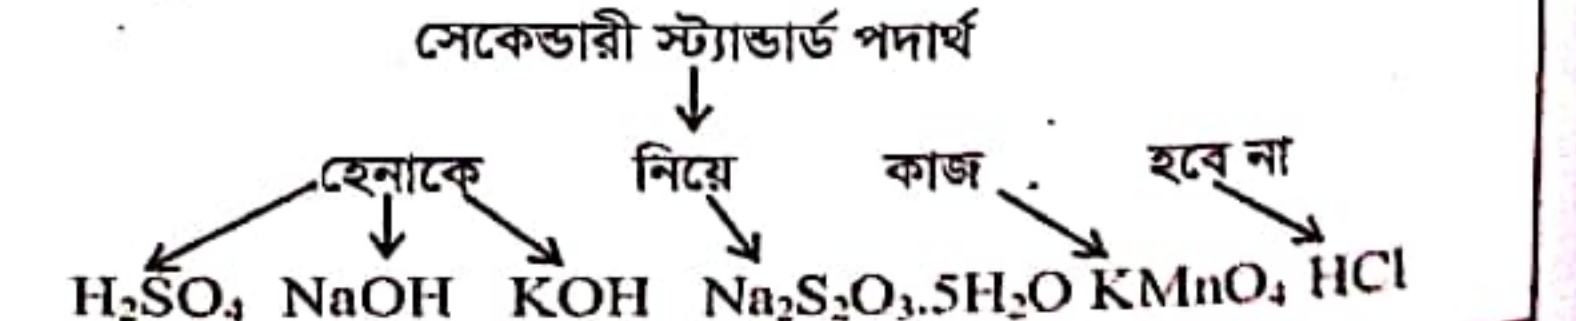 সেকেন্ডারী স্ট্যান্ডার্ড পদার্থ
হেনাকে নিয়ে কাজ হবে না
H₂SO₄ NaOH KOH Na₂S₂O₃.5H₂O KMnO₄ HCl